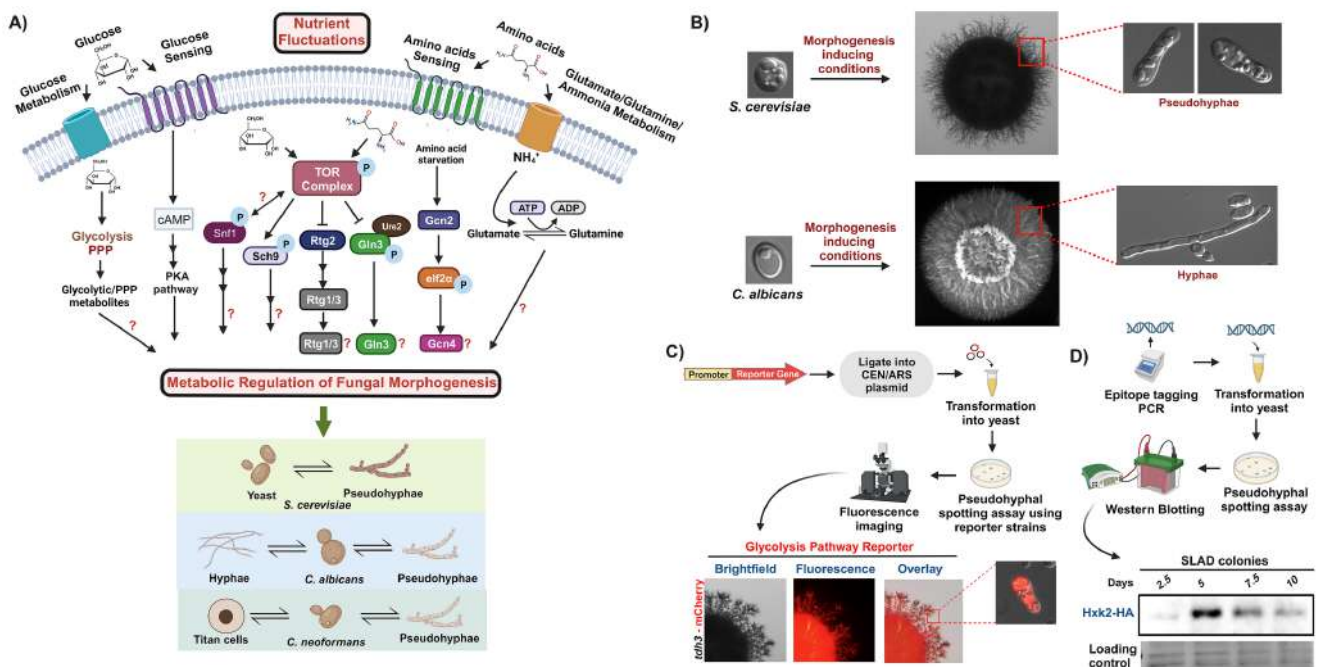 A)
Nutrient
Fluctuations
Glucose
Glucose
Sensing
Glucose
Metabolism
Amino acids
Sensing
Amino acids
Glutamate/Glutamine/
Ammonia Metabolism
Glycolysis
PPP
Glycolytic/PPP
metabolites
?
cAMP
PKA
pathway
TOR
Complex
P
?
Snf1
P
?
Sch9
P
?
Rtg2
Rtg1/3
Rtg1/3
?
Ure2
Gln3
P
Gln3
?
Amino acid
starvation
Gcn2
eIf2α
P
Gcn4
?
NH₄⁺
ATP
ADP
Glutamate
Glutamine
?
Metabolic Regulation of Fungal Morphogenesis
Yeast
Pseudohyphae
S. cerevisiae
Hyphae
C. albicans
Pseudohyphae
Titan cells
C. neoformans
Pseudohyphae
B)
S. cerevisiae
Morphogenesis
inducing
conditions
Pseudohyphae
C. albicans
Morphogenesis
inducing
conditions
Hyphae
C)
Promoter
Reporter Gene
Ligate into
CEN/ARS
plasmid
Transformation
into yeast
Pseudohyphal
spotting assay using
reporter strains
Fluorescence
imaging
Glycolysis Pathway Reporter
Brightfield
Fluorescence
Overlay
tdh3 - mCherry
D)
Epitope tagging
PCR
Transformation
into yeast
Pseudohyphal
spotting assay
Western Blotting
SLAD colonies
Days 2.5 5 7.5 10
Hxk2-HA
Loading
control